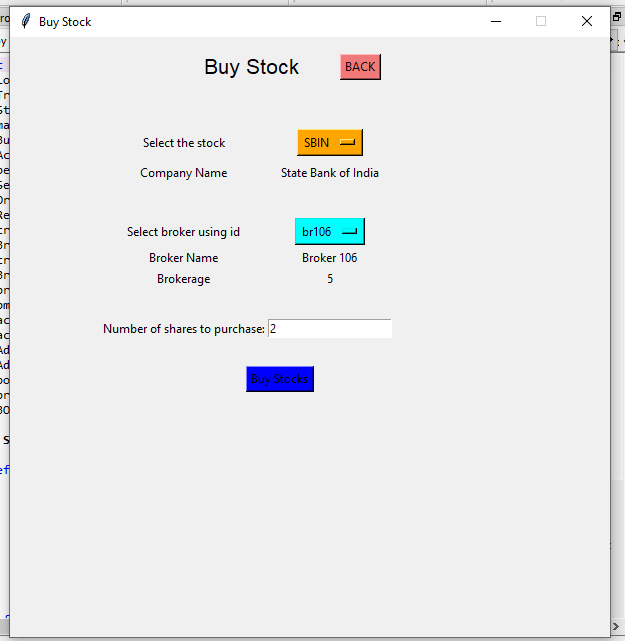 Buy Stock
Buy Stock BACK
Select the stock SBIN
Company Name State Bank of India
Select broker using id br106
Broker Name Broker 106
Brokerage 5
Number of shares to purchase: 2
Buy Stocks